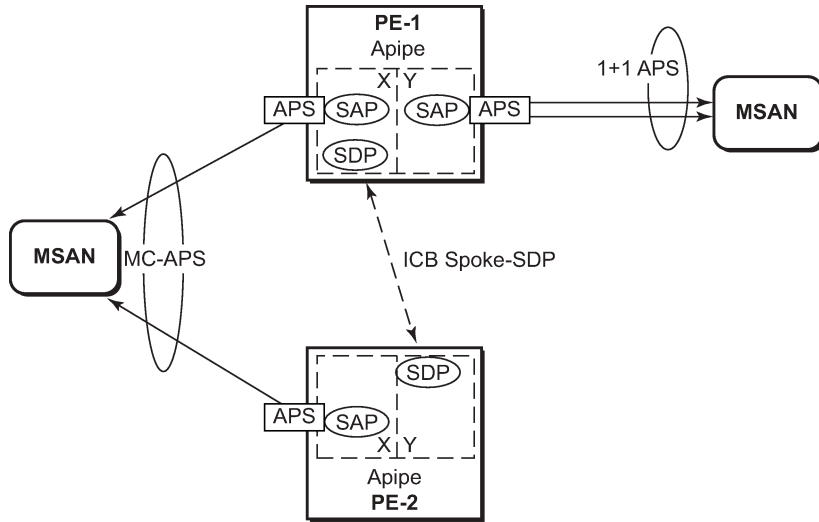 PE-1
Apipe
X Y
1+1 APS
APS SAP SAP APS
MSAN
SDP
MSAN
MC-APS
ICB Spoke-SDP
SDP
APS SAP
X Y
Apipe
PE-2